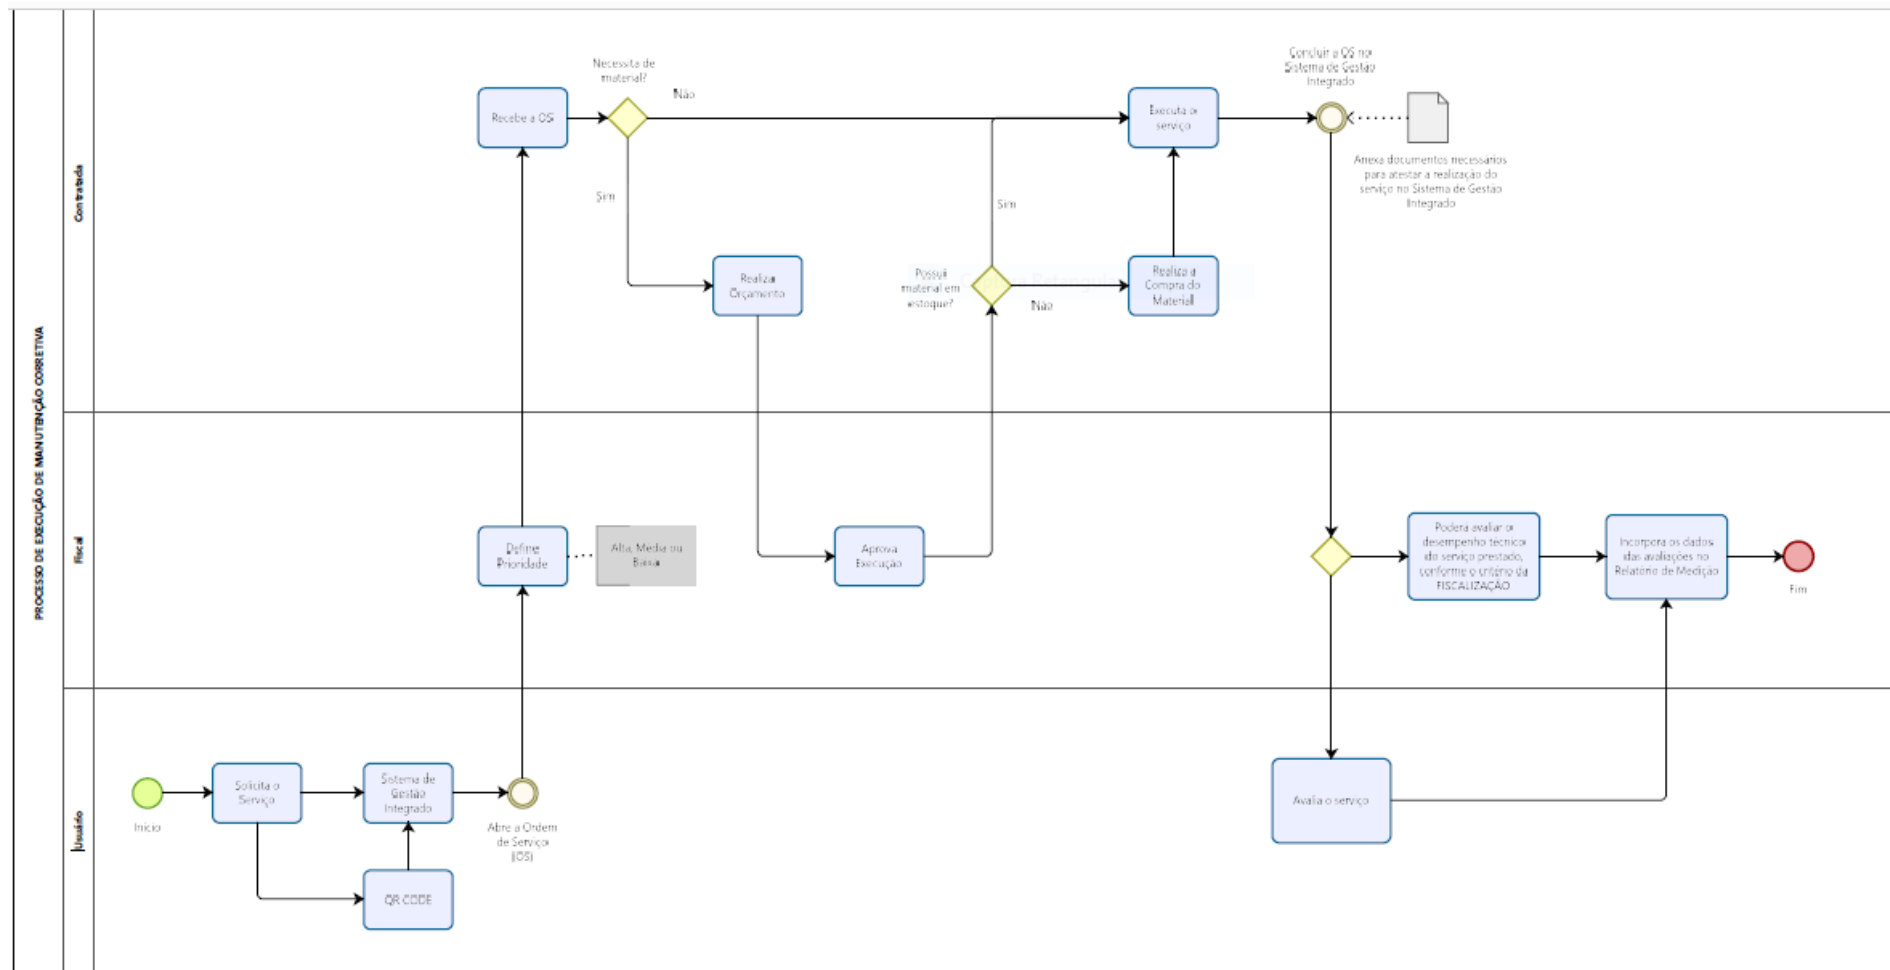 PROCESSO DE EXECUÇÃO DE MANUTENÇÃO CORRETIVA
Contratada
Recebe a OS
Necessita de
material?
Não
Sim
Realiza
Orçamento
Possui
material em
estoque?
Sim
Não
Realiza a
Compra do
Material
Executa o
serviço
Concluir a OS no
Sistema de Gestão
Integrado
Anexa documentos necessários
para atestar a realização do
serviço no Sistema de Gestão
Integrado
Fiscal
Define
Prioridade
Alta, Média ou
Baixa
Aprova
Execução
Poderá avaliar o
desempenho técnico
do serviço prestado,
conforme o critério da
FISCALIZAÇÃO
Incorpora os dados
das avaliações no
Relatório de Medição
Fim
Usuário
Início
Solicita o
Serviço
Sistema de
Gestão
Integrado
QR CODE
Abre a Ordem
de Serviço
(OS)
Avalia o serviço